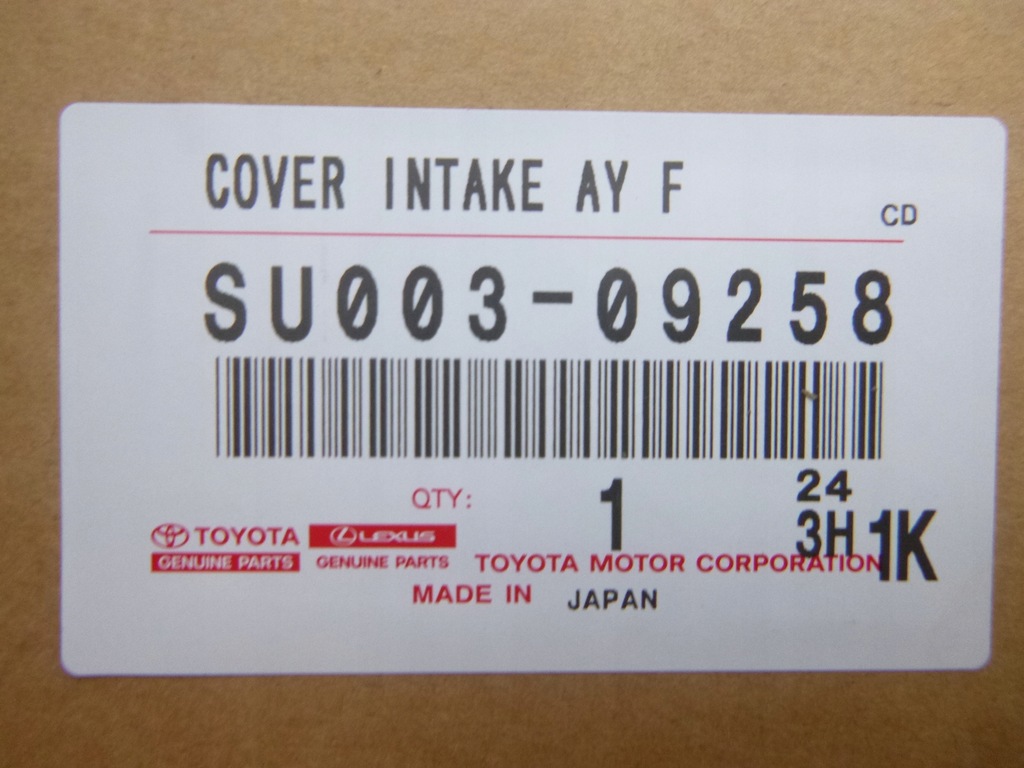 COVER INTAKE AY F
CD
SU003-09258
QTY: 1
24
3H 1K
TOYOTA LEXUS
GENUINE PARTS GENUINE PARTS TOYOTA MOTOR CORPORATION
MADE IN JAPAN